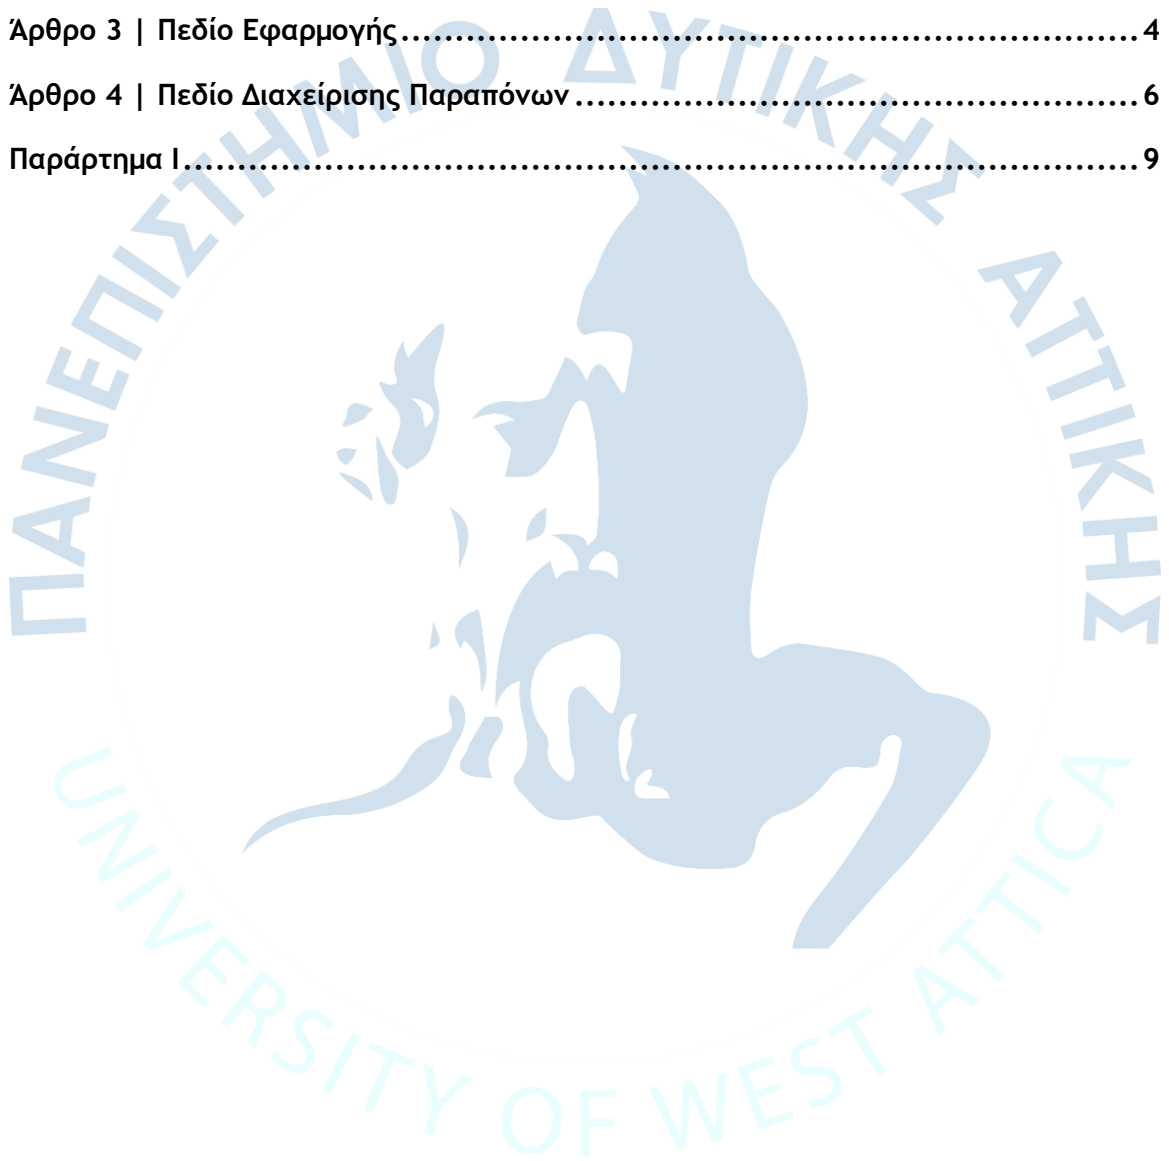 Άρθρο 3 | Πεδίο Εφαρμογής.......................................................................4
Άρθρο 4 | Πεδίο Διαχείρισης Παραπόνων......................................................6
Παράρτημα Ι............................................................................................9
ΠΑΝΕΠΙΣΤΗΜΙΟ ΔΥΤΙΚΗΣ ΑΤΤΙΚΗΣ
UNIVERSITY OF WEST ATTICA